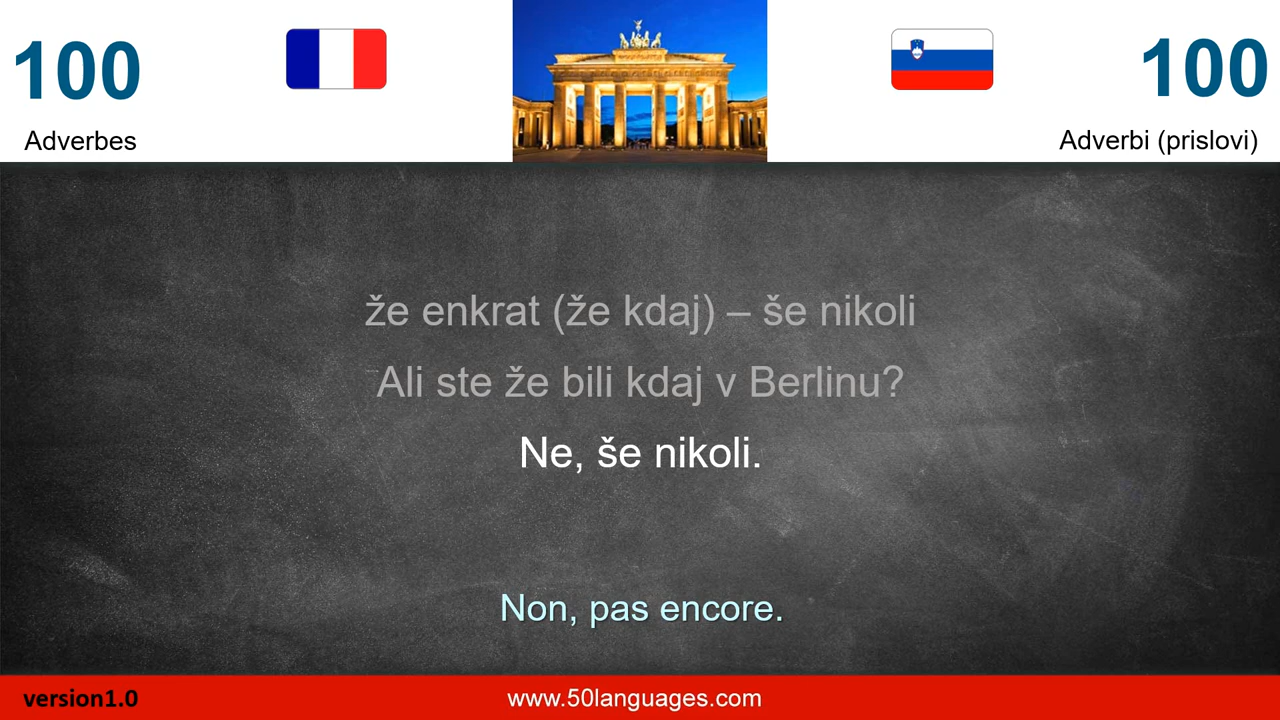 100
Adverbes
100
Adverbi (prislovi)
že enkrat (že kdaj) – še nikoli
Ali ste že bili kdaj v Berlinu?
Ne, še nikoli.
Non, pas encore.
version1.0
www.50languages.com